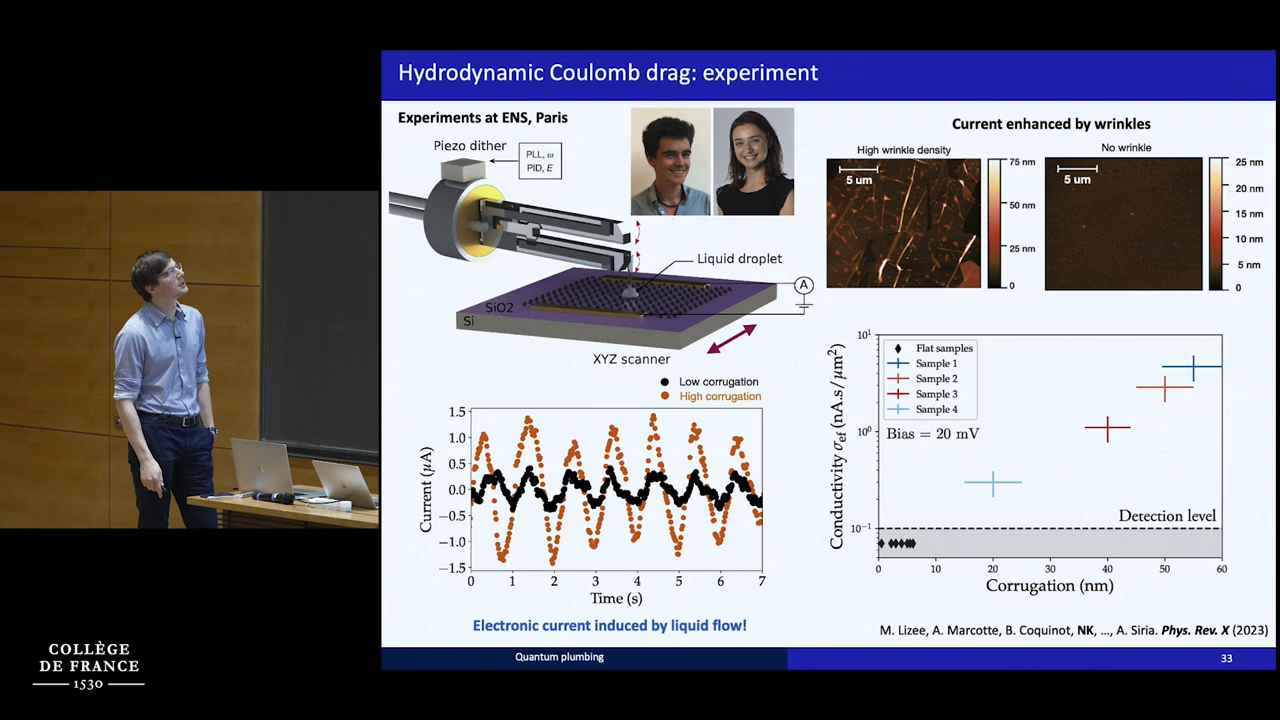 Hydrodynamic Coulomb drag: experiment
Experiments at ENS, Paris
Piezo dither
PLL, ω
PID, E
Liquid droplet
A
SiO2
Si
XYZ scanner
Low corrugation
High corrugation
1.5
1.0
0.5
0.0
−0.5
−1.0
−1.5
Current (μA)
0 1 2 3 4 5 6 7
Time (s)
Electronic current induced by liquid flow!
Current enhanced by wrinkles
High wrinkle density
5 um
75 nm
50 nm
25 nm
0
No wrinkle
5 um
25 nm
20 nm
15 nm
10 nm
5 nm
0
Flat samples
Sample 1
Sample 2
Sample 3
Sample 4
Bias = 20 mV
Detection level
10¹
10⁰
10⁻¹
Conductivity σef (nA.s/μm²)
0 10 20 30 40 50 60
Corrugation (nm)
M. Lizee, A. Marcotte, B. Coquinot, NK, ..., A. Siria. Phys. Rev. X (2023)
Quantum plumbing
33
COLLÈGE
DE FRANCE
1530